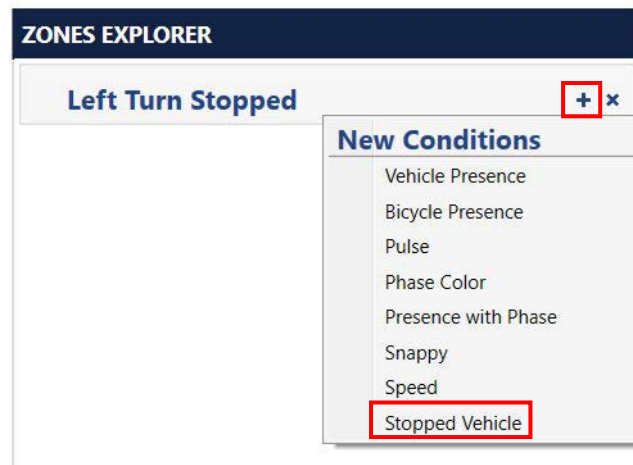 ZONES EXPLORER
Left Turn Stopped + ×
New Conditions
Vehicle Presence
Bicycle Presence
Pulse
Phase Color
Presence with Phase
Snappy
Speed
Stopped Vehicle